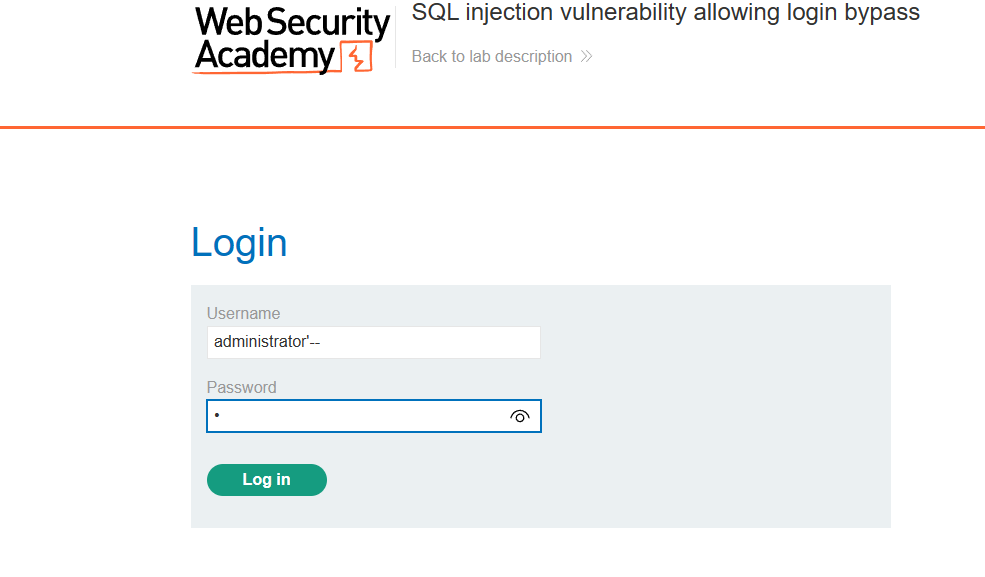 Web Security
Academy
SQL injection vulnerability allowing login bypass
Back to lab description
Login
Username
administrator'--
Password
•
Log in